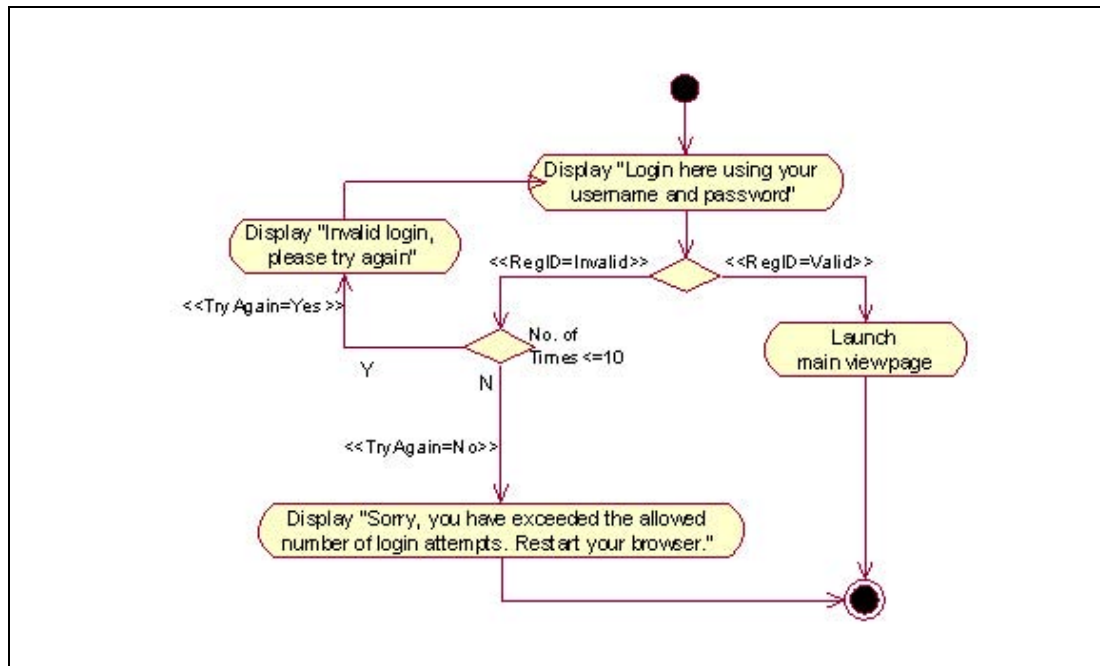 Display "Login here using your
username and password"
Display "Invalid login,
please try again"
<<RegID=Invalid>>
<<RegID=Valid>>
<<TryAgain=Yes >>
No. of
Times <=10
Launch
main viewpage
Y
N
<<TryAgain=No>>
Display "Sorry, you have exceeded the allowed
number of login attempts. Restart your browser."